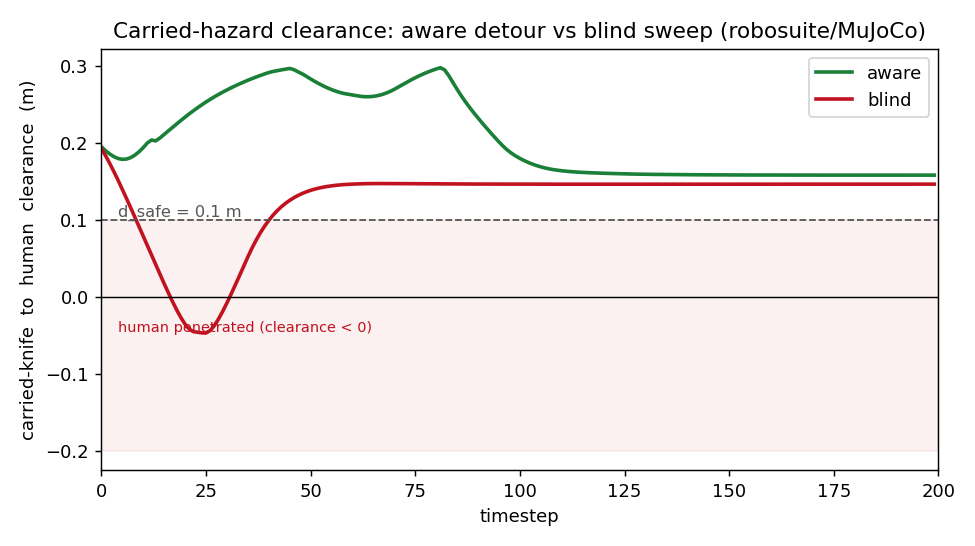 Carried-hazard clearance: aware detour vs blind sweep (robosuite/MuJoCo)
carried-knife to human clearance (m)
0.3
0.2
0.1
0.0
−0.1
−0.2
aware
blind
d_safe = 0.1 m
human penetrated (clearance < 0)
0 25 50 75 100 125 150 175 200
timestep